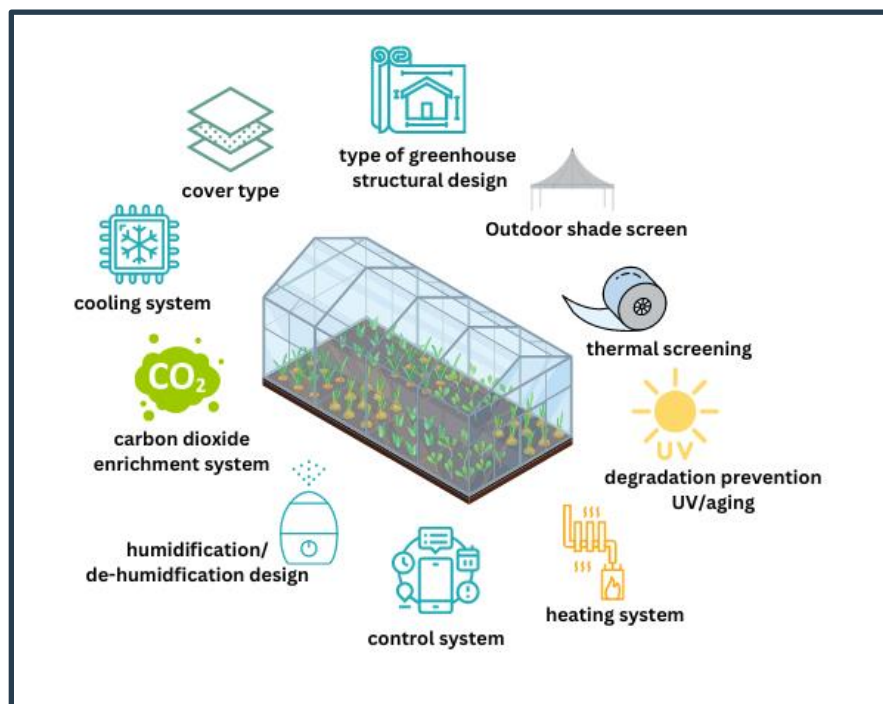 type of greenhouse
structural design
cover type
Outdoor shade screen
cooling system
thermal screening
CO₂
carbon dioxide
enrichment system
UV
degradation prevention
UV/aging
humidification/
de-humidfication design
heating system
control system